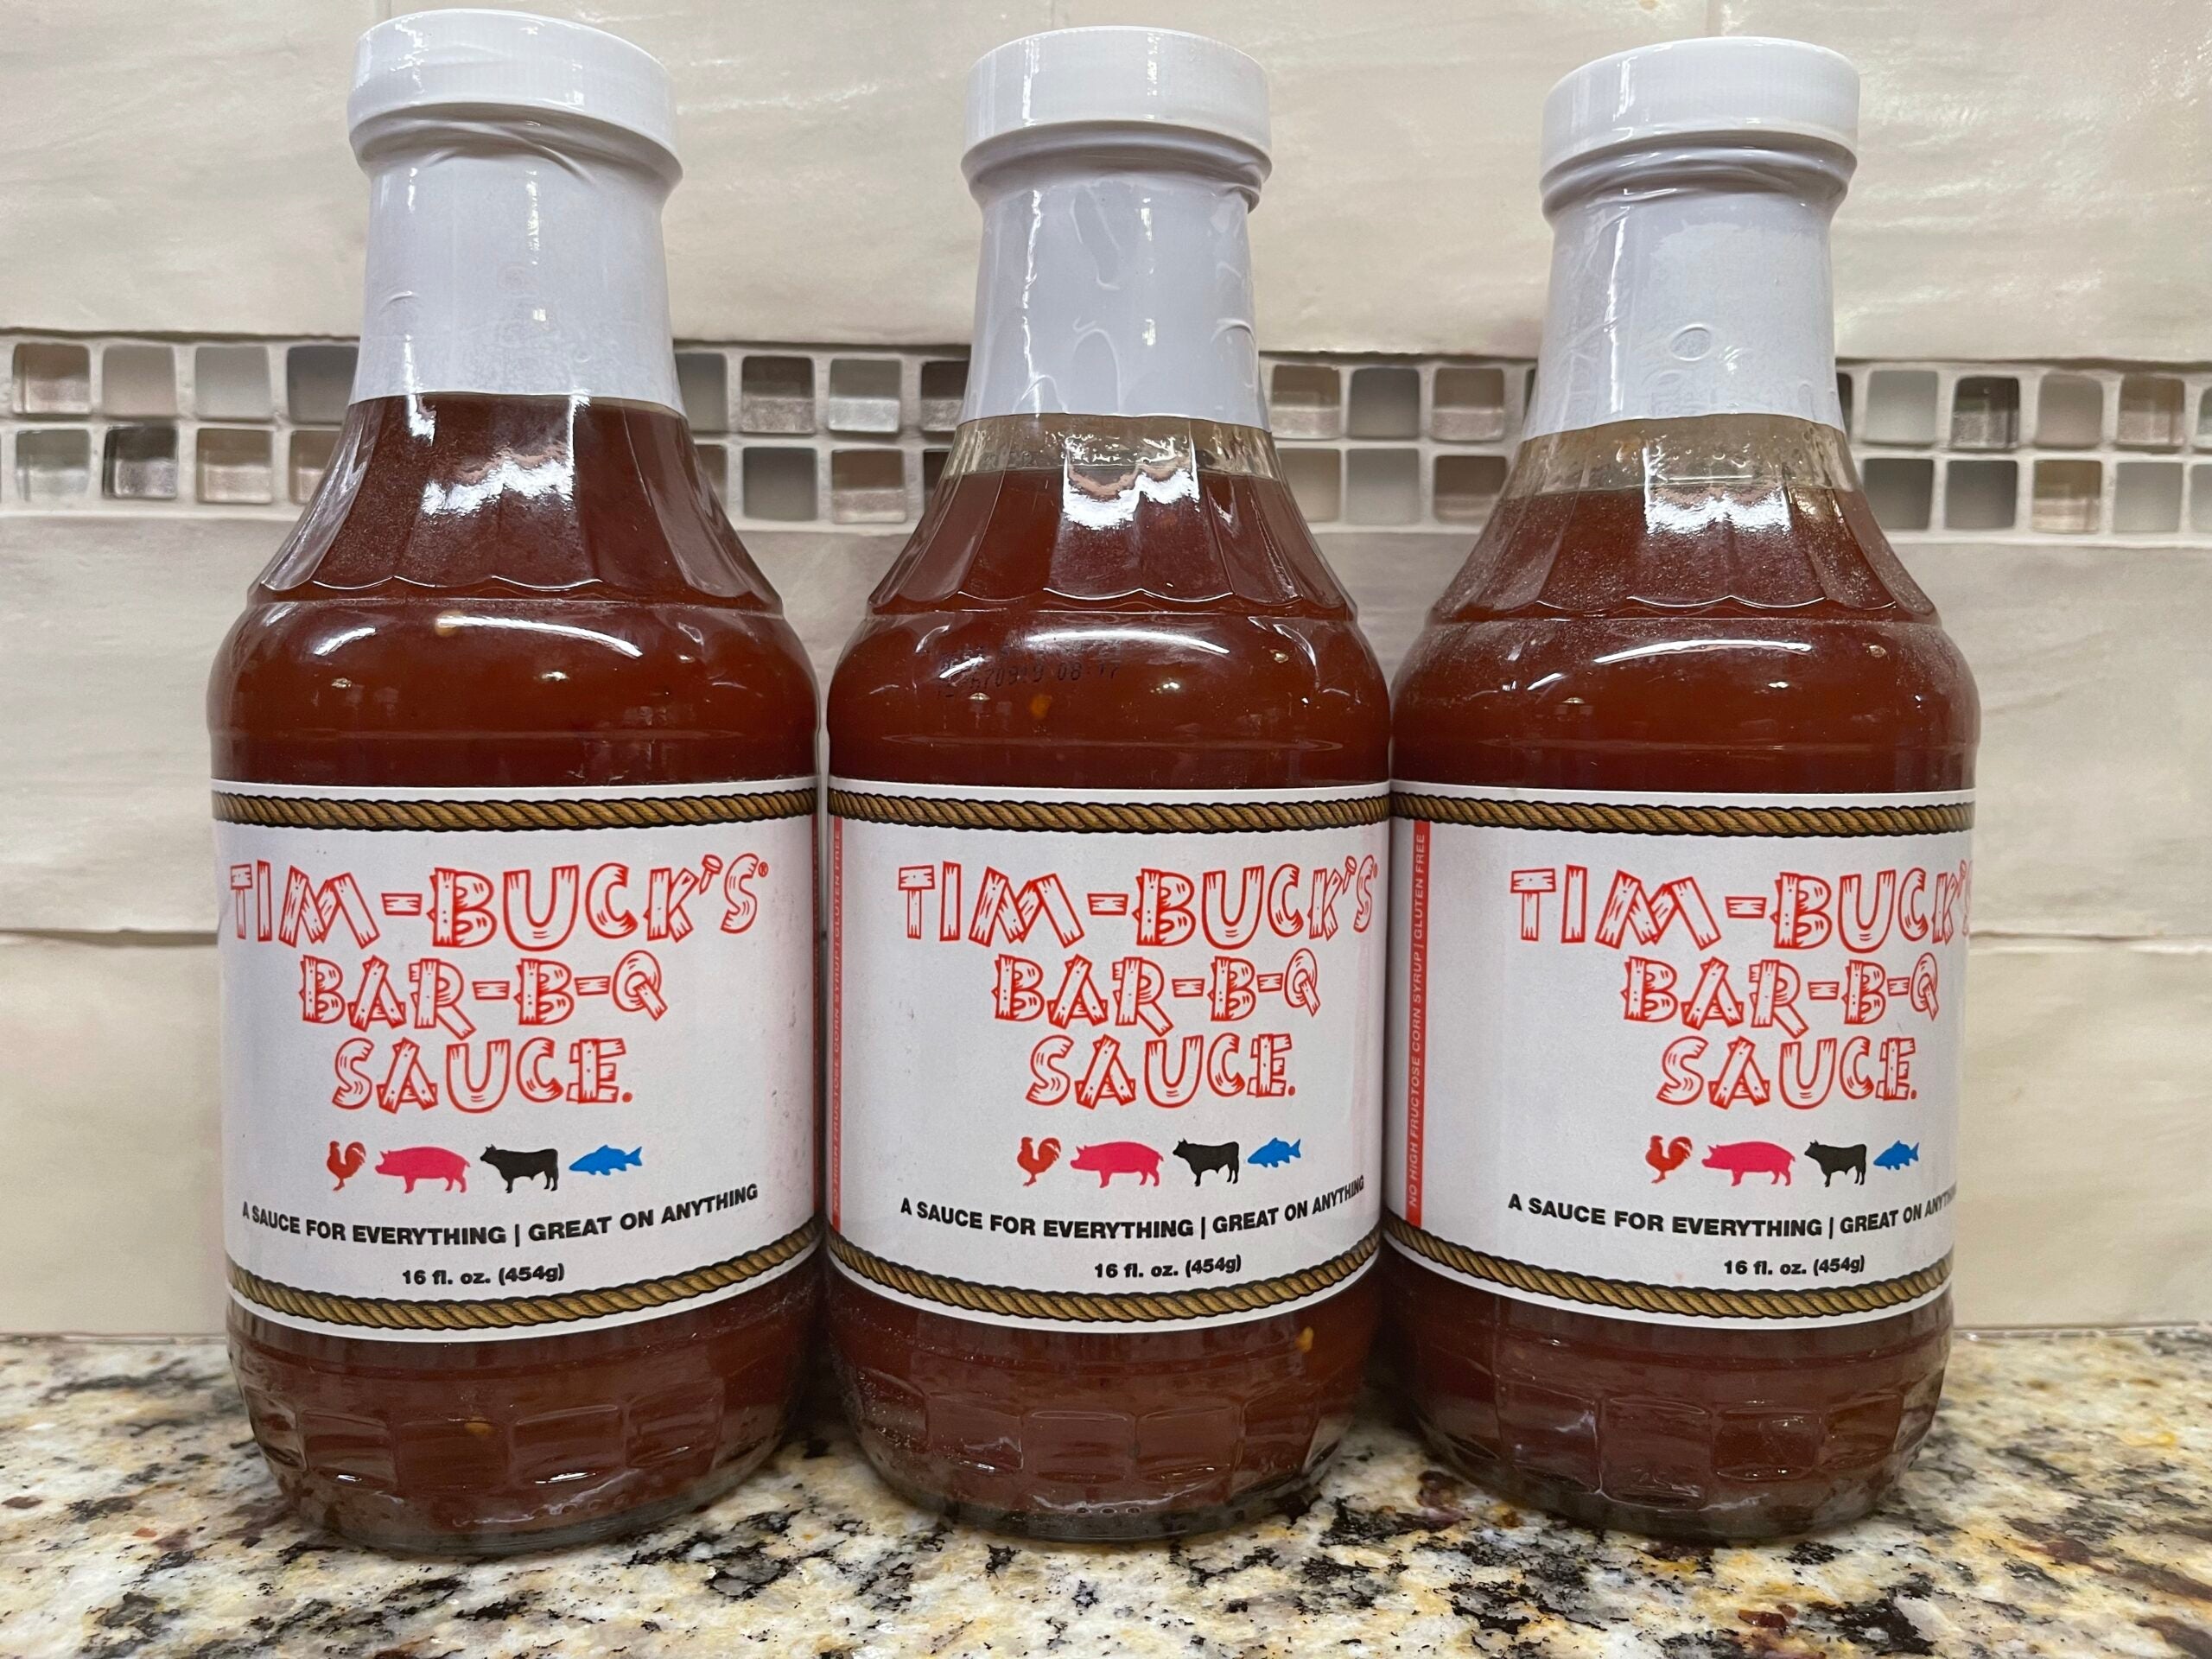 TIM-BUCK'S®
BAR-B-Q
SAUCE.
A SAUCE FOR EVERYTHING | GREAT ON ANYTHING
16 fl. oz. (454g)
NO HIGH FRUCTOSE CORN SYRUP | GLUTEN FREE
TIM-BUCK'S
BAR-B-Q
SAUCE.
A SAUCE FOR EVERYTHING | GREAT ON ANYTHING
16 fl. oz. (454g)
NO HIGH FRUCTOSE CORN SYRUP | GLUTEN FREE
TIM-BUCK'S
BAR-B-Q
SAUCE.
A SAUCE FOR EVERYTHING | GREAT ON ANYTHIN
16 fl. oz. (454g)